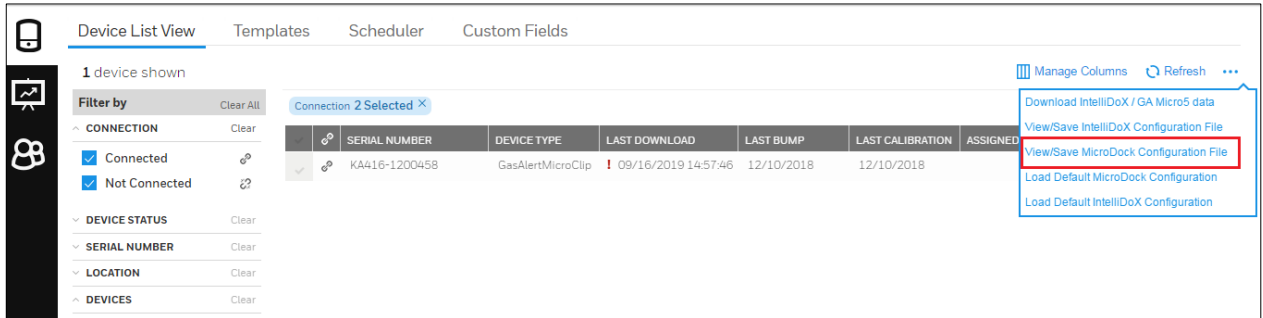 Device List View Templates Scheduler Custom Fields
1 device shown
Manage Columns Refresh
Filter by Clear All
Connection 2 Selected ×
CONNECTION Clear
Connected
Not Connected
DEVICE STATUS Clear
SERIAL NUMBER Clear
LOCATION Clear
DEVICES Clear
SERIAL NUMBER DEVICE TYPE LAST DOWNLOAD LAST BUMP LAST CALIBRATION ASSIGNED
KA416-1200458 GasAlertMicroClip ! 09/16/2019 14:57:46 12/10/2018 12/10/2018
Download IntelliDoX / GA Micro5 data
View/Save IntelliDoX Configuration File
View/Save MicroDock Configuration File
Load Default MicroDock Configuration
Load Default IntelliDoX Configuration